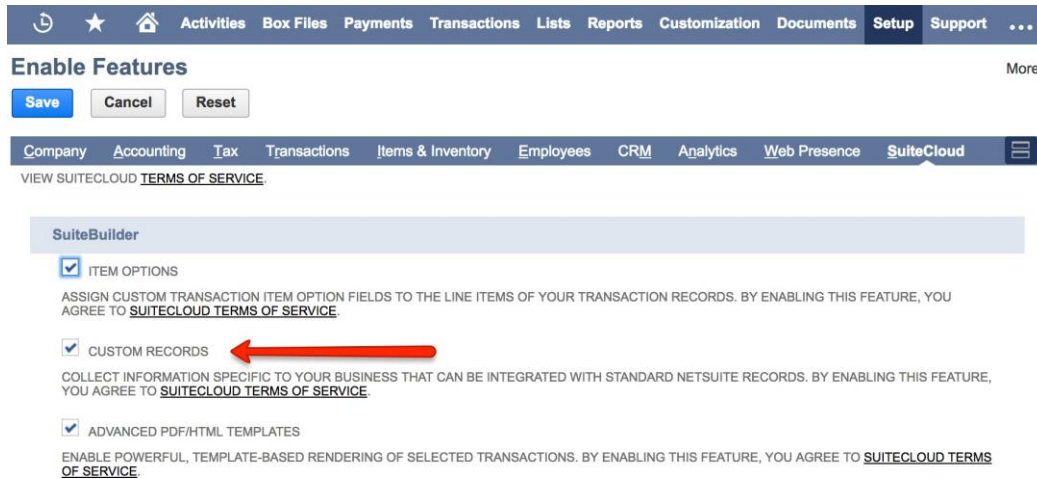 Activities Box Files Payments Transactions Lists Reports Customization Documents Setup Support ...
Enable Features
More
Save Cancel Reset
Company Accounting Tax Transactions Items & Inventory Employees CRM Analytics Web Presence SuiteCloud
VIEW SUITECLOUD TERMS OF SERVICE.
SuiteBuilder
ITEM OPTIONS
ASSIGN CUSTOM TRANSACTION ITEM OPTION FIELDS TO THE LINE ITEMS OF YOUR TRANSACTION RECORDS. BY ENABLING THIS FEATURE, YOU
AGREE TO SUITECLOUD TERMS OF SERVICE.
CUSTOM RECORDS
COLLECT INFORMATION SPECIFIC TO YOUR BUSINESS THAT CAN BE INTEGRATED WITH STANDARD NETSUITE RECORDS. BY ENABLING THIS FEATURE,
YOU AGREE TO SUITECLOUD TERMS OF SERVICE.
ADVANCED PDF/HTML TEMPLATES
ENABLE POWERFUL, TEMPLATE-BASED RENDERING OF SELECTED TRANSACTIONS. BY ENABLING THIS FEATURE, YOU AGREE TO SUITECLOUD TERMS
OF SERVICE.